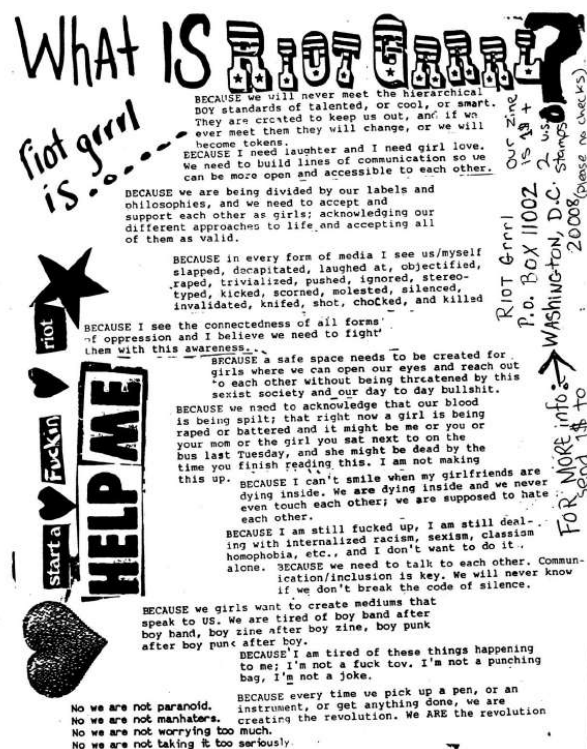 WHAt IS RIOT GRRRL?
riot grrrl
is......
BECAUSE we will never meet the hierarchical
BOY standards of talented, or cool, or smart.
They are created to keep us out, and if we
ever meet them they will change, or we will
become tokens.
BECAUSE I need laughter and I need girl love.
We need to build lines of communication so we
can be more open and accessible to each other.
BECAUSE we are being divided by our labels and
philosophies, and we need to accept and
support each other as girls; acknowledging our
different approaches to life and accepting all
of them as valid.
BECAUSE in every form of media I see us/myself
slapped, decapitated, laughed at, objectified,
raped, trivialized, pushed, ignored, stereo-
typed, kicked, scorned, molested, silenced,
invalidated, knifed, shot, chocked, and killed
BECAUSE I see the connectedness of all forms
of oppression and I believe we need to fight
them with this awareness.
BECAUSE a safe space needs to be created for
girls where we can open our eyes and reach out
to each other without being threatened by this
sexist society and our day to day bullshit.
BECAUSE we need to acknowledge that our blood
is being spilt; that right now a girl is being
raped or battered and it might be me or you or
your mom or the girl you sat next to on the
bus last Tuesday, and she might be dead by the
time you finish reading this. I am not making
this up.
BECAUSE I can't smile when my girlfriends are
dying inside. We are dying inside and we never
even touch each other; we are supposed to hate
each other.
BECAUSE I am still fucked up, I am still deal-
ing with internalized racism, sexism, classism
homophobia, etc., and I don't want to do it
alone.
BECAUSE we need to talk to each other. Commun-
ication/inclusion is key. We will never know
if we don't break the code of silence.
BECAUSE we girls want to create mediums that
speak to US. We are tired of boy band after
boy band, boy zine after boy zine, boy punk
after boy punk after boy.
BECAUSE I am tired of these things happening
to me; I'm not a fuck toy. I'm not a punching
bag, I'm not a joke.
BECAUSE every time we pick up a pen, or an
instrument, or get anything done, we are
creating the revolution. We ARE the revolution
No we are not paranoid.
No we are not manhaters.
No we are not worrying too much.
No we are not taking it too seriously.
start a fuckin riot
HELP ME
FOR MORE info:
send 1$ to
RIOT Grrrl
P.O. BOX 11002
WASHINGTON, D.C.
20008 (please no checks).
our zine
is 1$ +
2 U.S.
stamps